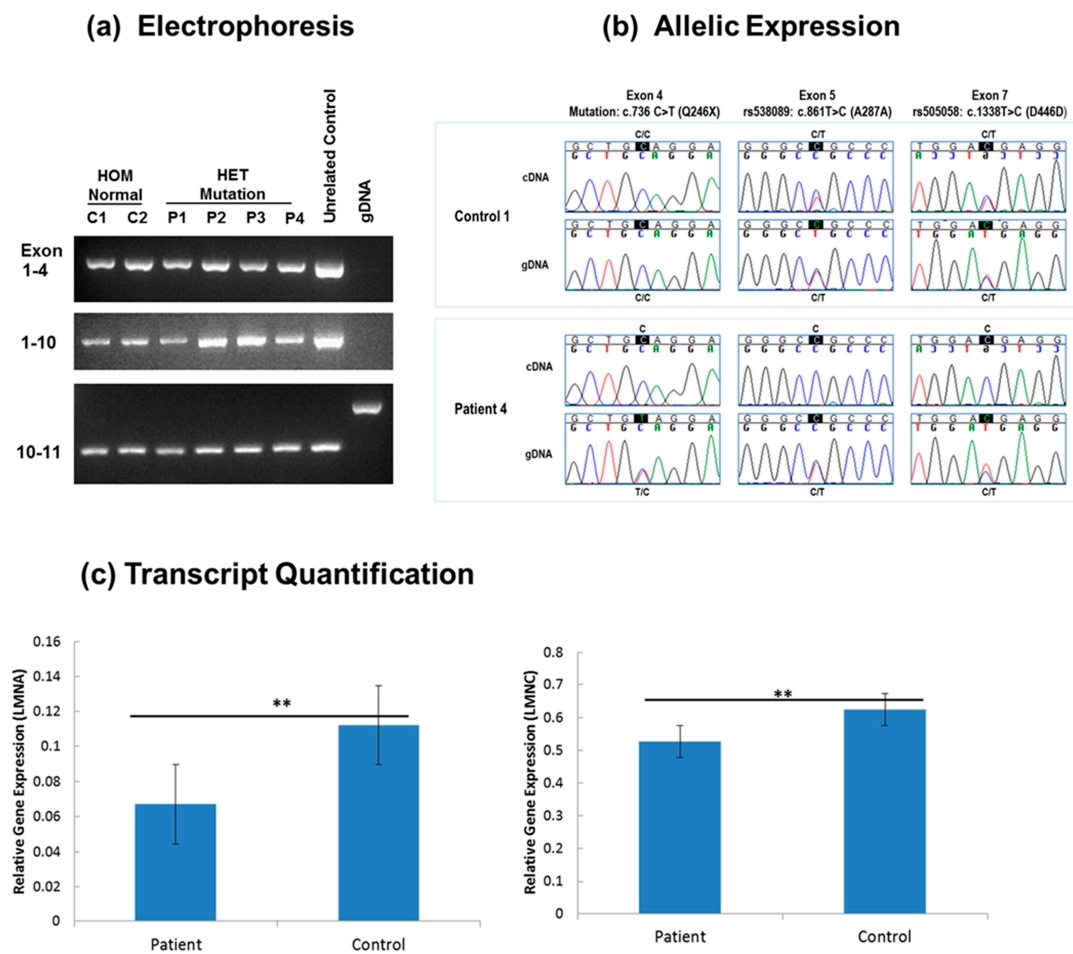 (a) Electrophoresis
HOM
Normal
HET
Mutation
Unrelated Control
gDNA
C1 C2 P1 P2 P3 P4
Exon
1-4
1-10
10-11
(b) Allelic Expression
Exon 4
Mutation: c.736 C>T (Q246X)
Exon 5
rs538089: c.861T>C (A287A)
Exon 7
rs505058: c.1338T>C (D446D)
Control 1
C/C C/T C/T
cDNA
G C T G C A G G A
G C T G C A G G A
G G G C C G C C C
G G G C C G C C C
T G G A C G A G G
gDNA
G C T G C A G G A
G C T G C A G G A
G G G C C G C C C
G G G C T G C C C
T G G A C G A G G
T G G A T G A G G
C/C C/T C/T
Patient 4
C C C
cDNA
G C T G C A G G A
G C T G C A G G A
G G G C C G C C C
G G G C C G C C C
T G G A C G A G G
gDNA
G C T G T A G G A
G C T G C A G G A
G G G C C G C C C
G G G C C G C C C
T G G A C G A G G
T G G A T G A G G
T/C C/T C/T
(c) Transcript Quantification
Relative Gene Expression (LMNA)
0.16
0.14
0.12
0.1
0.08
0.06
0.04
0.02
0
**
Patient Control
Relative Gene Expression (LMNC)
0.8
0.7
0.6
0.5
0.4
0.3
0.2
0.1
0
**
Patient Control